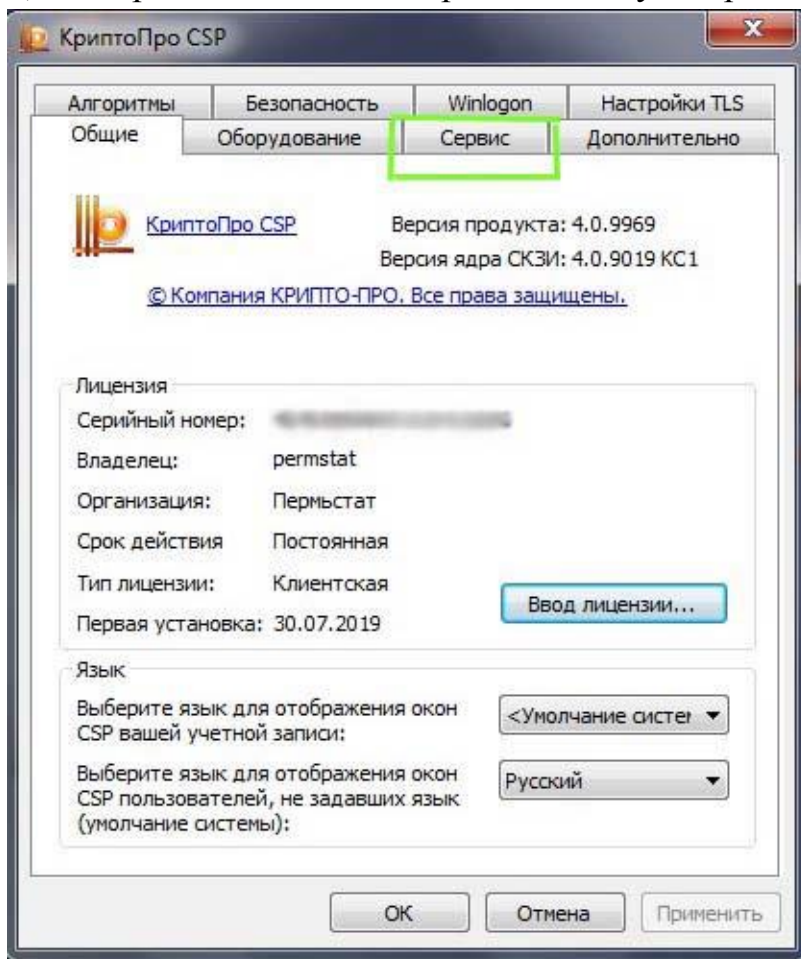 КриптоПро CSP
Алгоритмы Безопасность Winlogon Настройки TLS
Общие Оборудование Сервис Дополнительно
КриптоПро CSP Версия продукта: 4.0.9969
Версия ядра СКЗИ: 4.0.9019 КС1
© Компания КРИПТО-ПРО. Все права защищены.
Лицензия
Серийный номер:
Владелец: permstat
Организация: Пермьстат
Срок действия Постоянная
Тип лицензии: Клиентская
Ввод лицензии...
Первая установка: 30.07.2019
Язык
Выберите язык для отображения окон
CSP вашей учетной записи:
<Умолчание систе
Выберите язык для отображения окон
CSP пользователей, не задавших язык
(умолчание системы):
Русский
ОК Отмена Применить